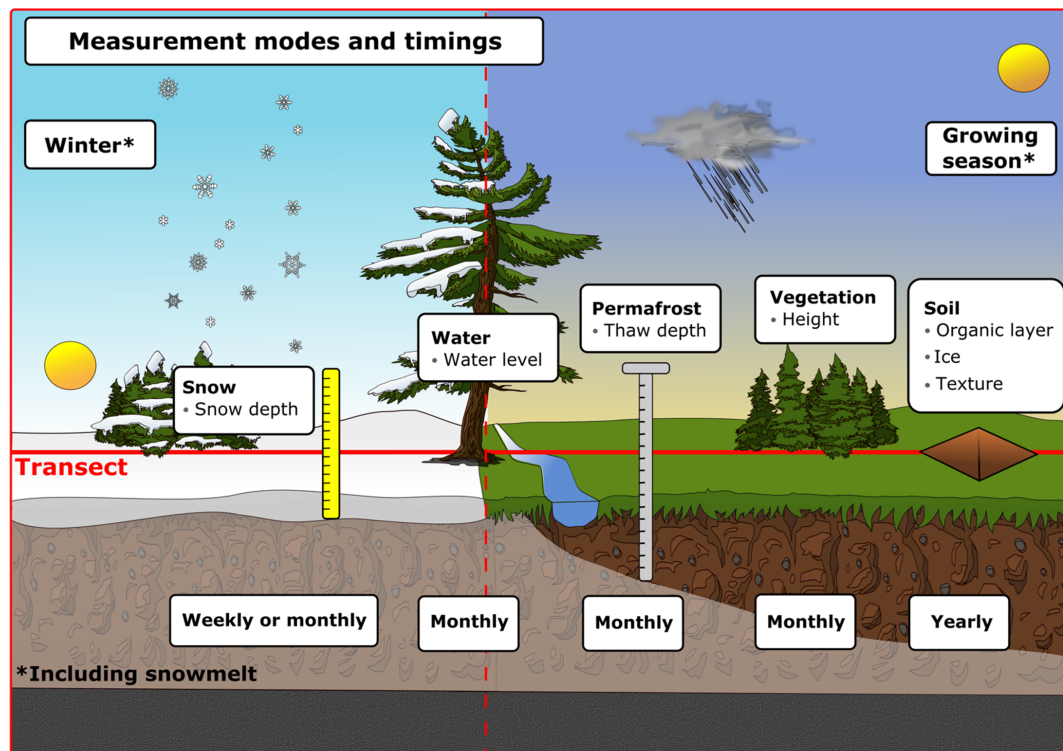 Measurement modes and timings
Winter*
Growing
season*
Snow
• Snow depth
Water
• Water level
Permafrost
• Thaw depth
Vegetation
• Height
Soil
• Organic layer
• Ice
• Texture
Transect
Weekly or monthly
Monthly
Monthly
Monthly
Yearly
*Including snowmelt